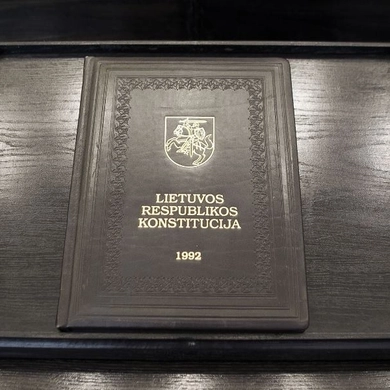 LIETUVOS
RESPUBLIKOS
KONSTITUCIJA
1992